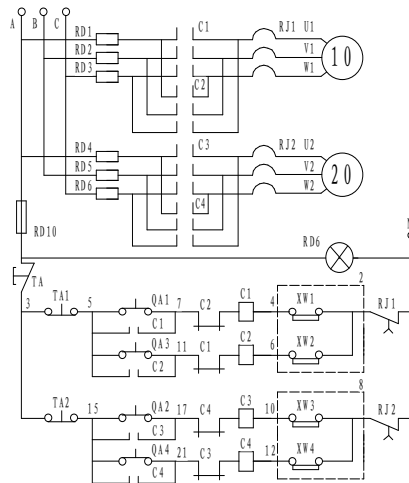 A B C
RD1 C1 RJ1 U1
RD2 V1
RD3 W1
10
C2
RD4 C3 RJ2 U2
RD5 V2
RD6 W2
20
C4
RD10
RD6
TA
3 TA1 5 QA1 7 C2 C1 4 XW1 2 RJ1
C1
QA3 11 C1 C2 6 XW2
C2
TA2 15 QA2 17 C4 C3 10 XW3 8 RJ2
C3
QA4 21 C3 C4 12 XW4
C4